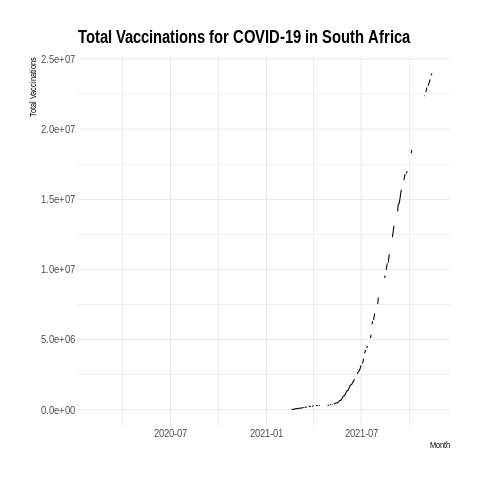 Total Vaccinations for COVID-19 in South Africa
Total Vaccinations
2.5e+07
2.0e+07
1.5e+07
1.0e+07
5.0e+06
0.0e+00
2020-07
2021-01
2021-07
Month